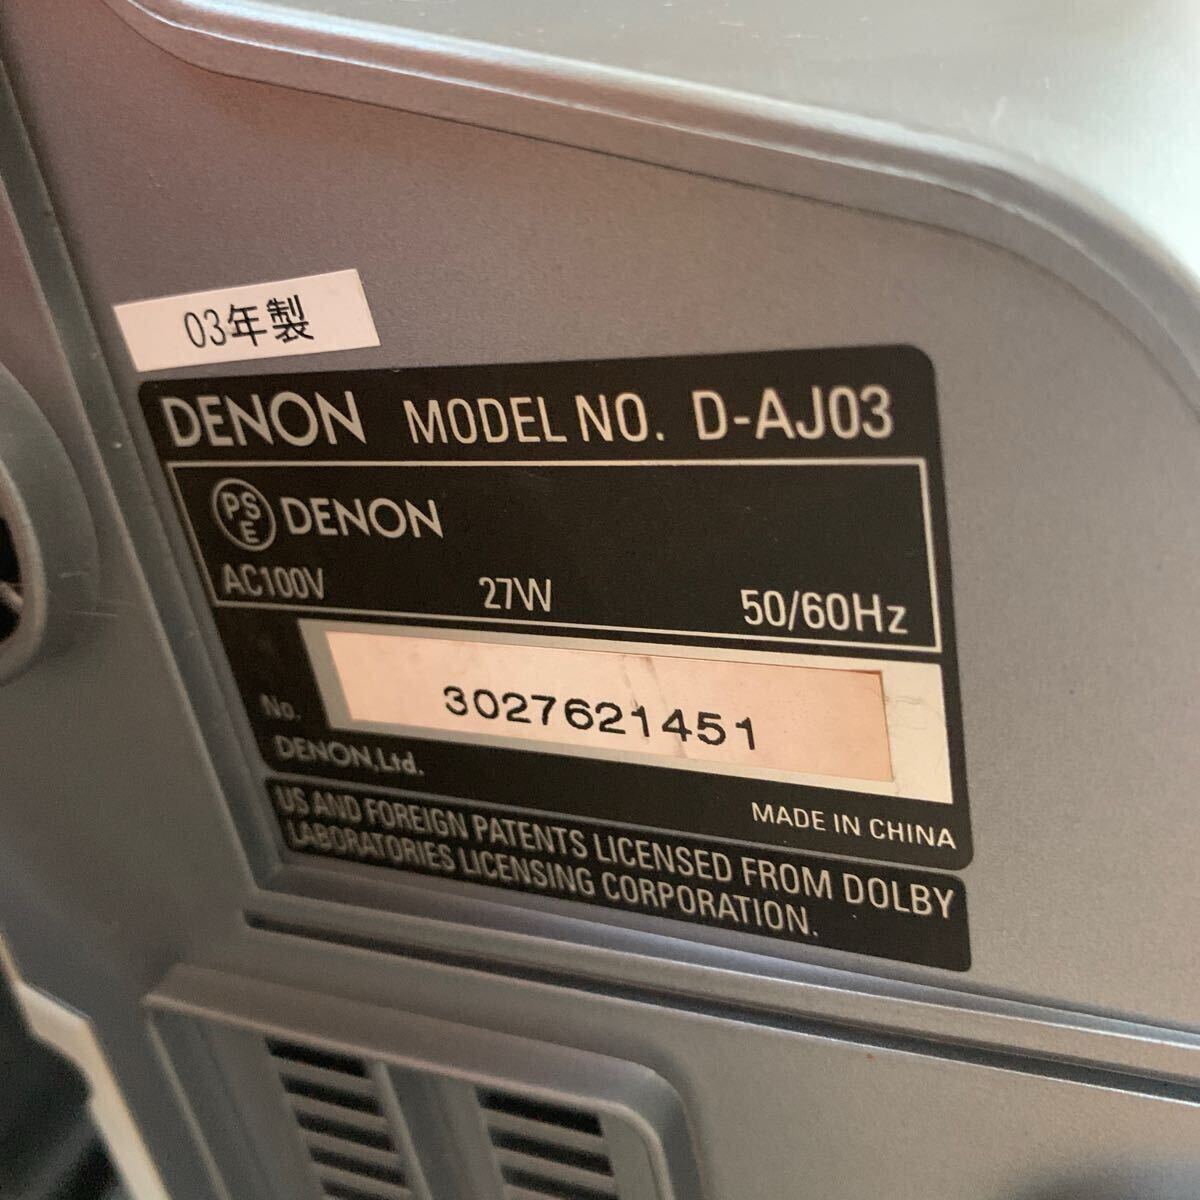 03年製
DENON MODEL NO. D-AJ03
PS E DENON
AC100V 27W 50/60Hz
No. 3027621451
DENON,Ltd.
MADE IN CHINA
US AND FOREIGN PATENTS LICENSED FROM DOLBY
LABORATORIES LICENSING CORPORATION.